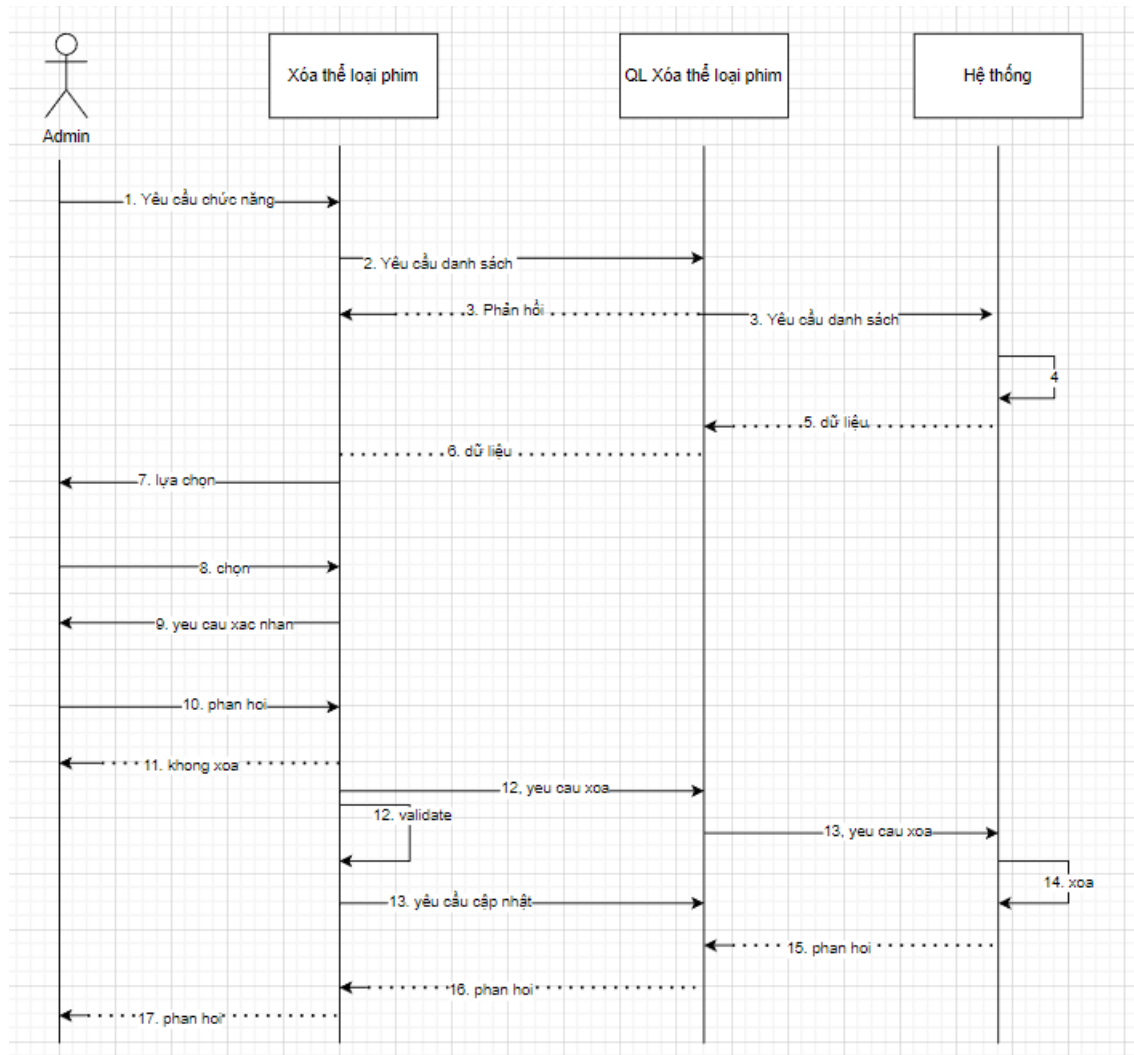 Xóa thể loại phim
QL Xóa thể loại phim
Hệ thống
Admin
1. Yêu cầu chức năng
2. Yêu cầu danh sách
3. Phản hồi
3. Yêu cầu danh sách
4
5. dữ liệu
6. dữ liệu
7. lựa chọn
8. chọn
9. yeu cau xac nhan
10. phan hoi
11. khong xoa
12, yeu cau xoa
12. validate
13, yeu cau xoa
14. xoa
13. yêu cầu cập nhật
15. phan hoi
16. phan hoi
17. phan hoi